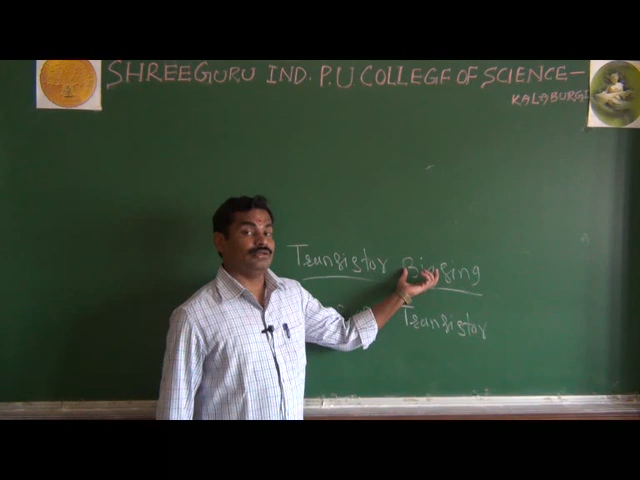 SHREEGURU IND. P.U COLLEGE OF SCIENCE -
KALABURGI
Transistor Biasing
Transistor